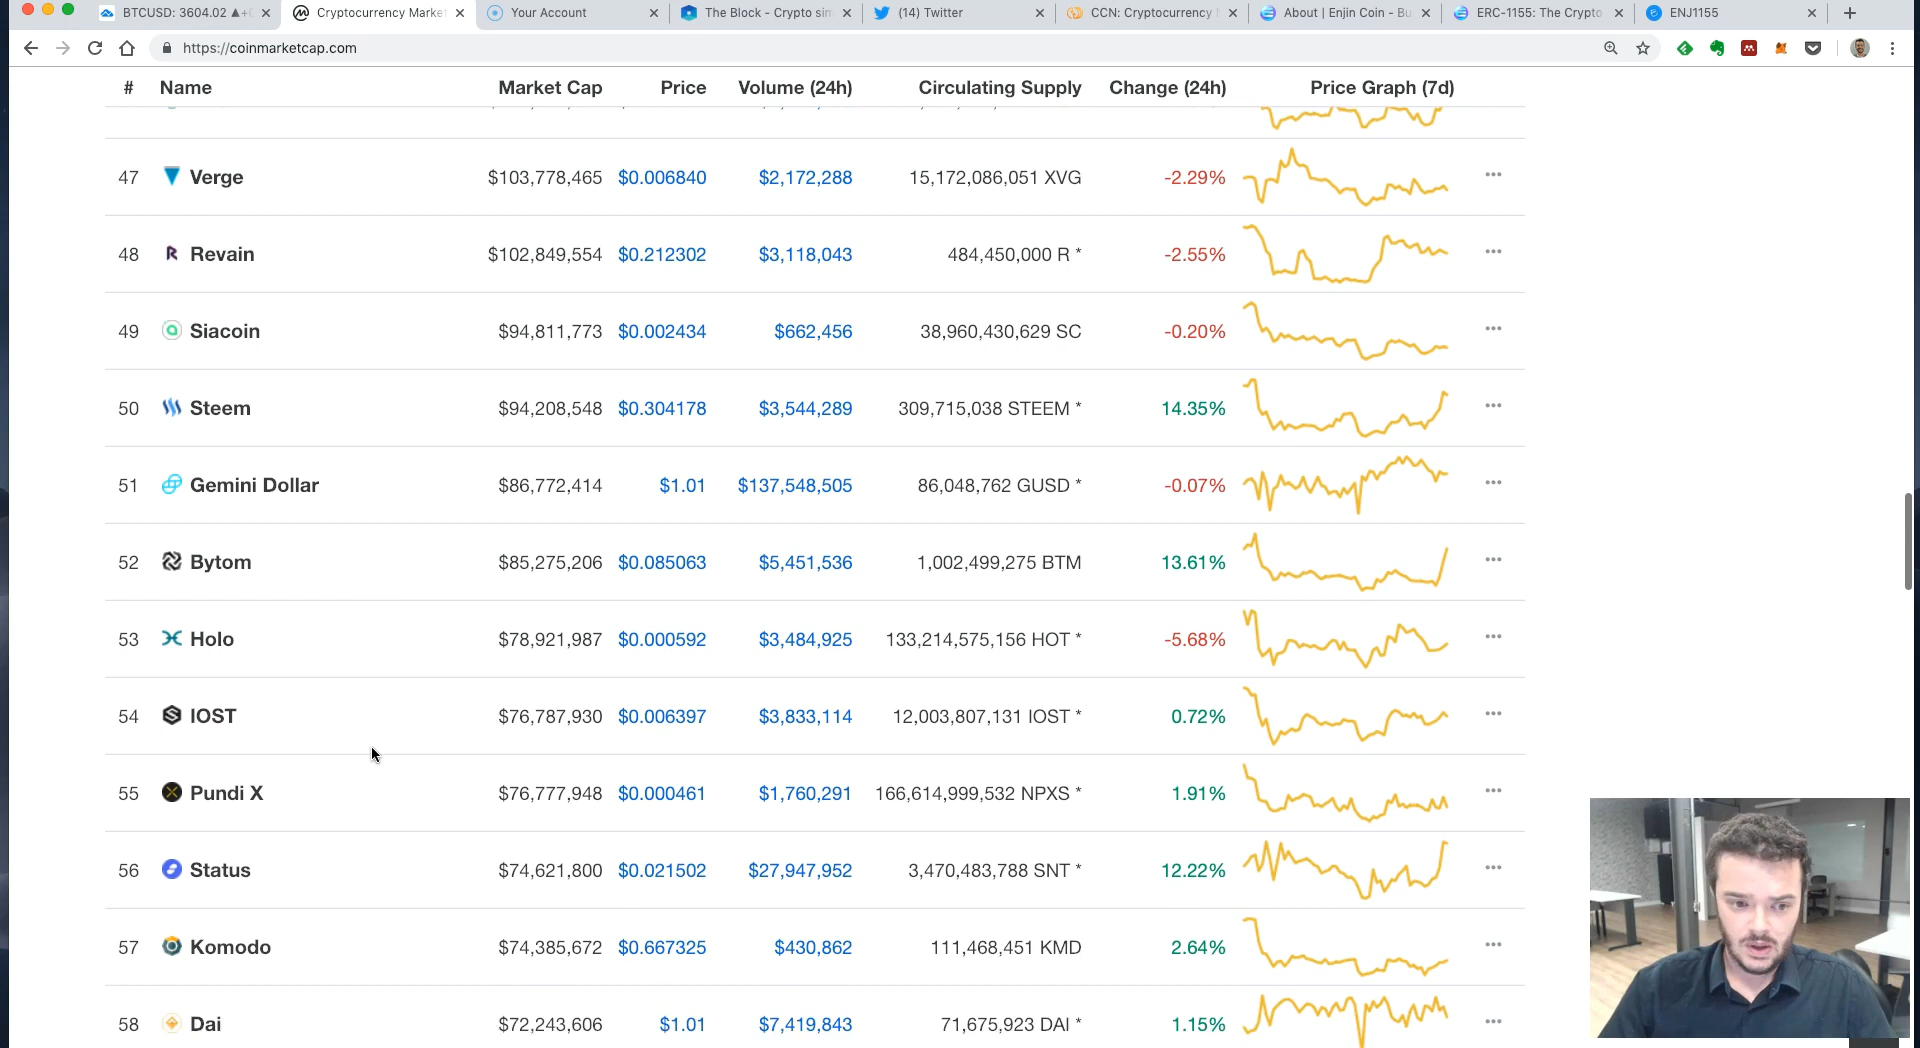 BTCUSD: 3604.02 ▲+
Cryptocurrency Marke
Your Account
The Block - Crypto sim
(14) Twitter
CCN: Cryptocurrency
About | Enjin Coin - Bu
ERC-1155: The Crypto
ENJ1155
https://coinmarketcap.com
# Name Market Cap Price Volume (24h) Circulating Supply Change (24h) Price Graph (7d)
47 Verge $103,778,465 $0.006840 $2,172,288 15,172,086,051 XVG -2.29%
48 Revain $102,849,554 $0.212302 $3,118,043 484,450,000 R * -2.55%
49 Siacoin $94,811,773 $0.002434 $662,456 38,960,430,629 SC -0.20%
50 Steem $94,208,548 $0.304178 $3,544,289 309,715,038 STEEM * 14.35%
51 Gemini Dollar $86,772,414 $1.01 $137,548,505 86,048,762 GUSD * -0.07%
52 Bytom $85,275,206 $0.085063 $5,451,536 1,002,499,275 BTM 13.61%
53 Holo $78,921,987 $0.000592 $3,484,925 133,214,575,156 HOT * -5.68%
54 IOST $76,787,930 $0.006397 $3,833,114 12,003,807,131 IOST * 0.72%
55 Pundi X $76,777,948 $0.000461 $1,760,291 166,614,999,532 NPXS * 1.91%
56 Status $74,621,800 $0.021502 $27,947,952 3,470,483,788 SNT * 12.22%
57 Komodo $74,385,672 $0.667325 $430,862 111,468,451 KMD 2.64%
58 Dai $72,243,606 $1.01 $7,419,843 71,675,923 DAI * 1.15%